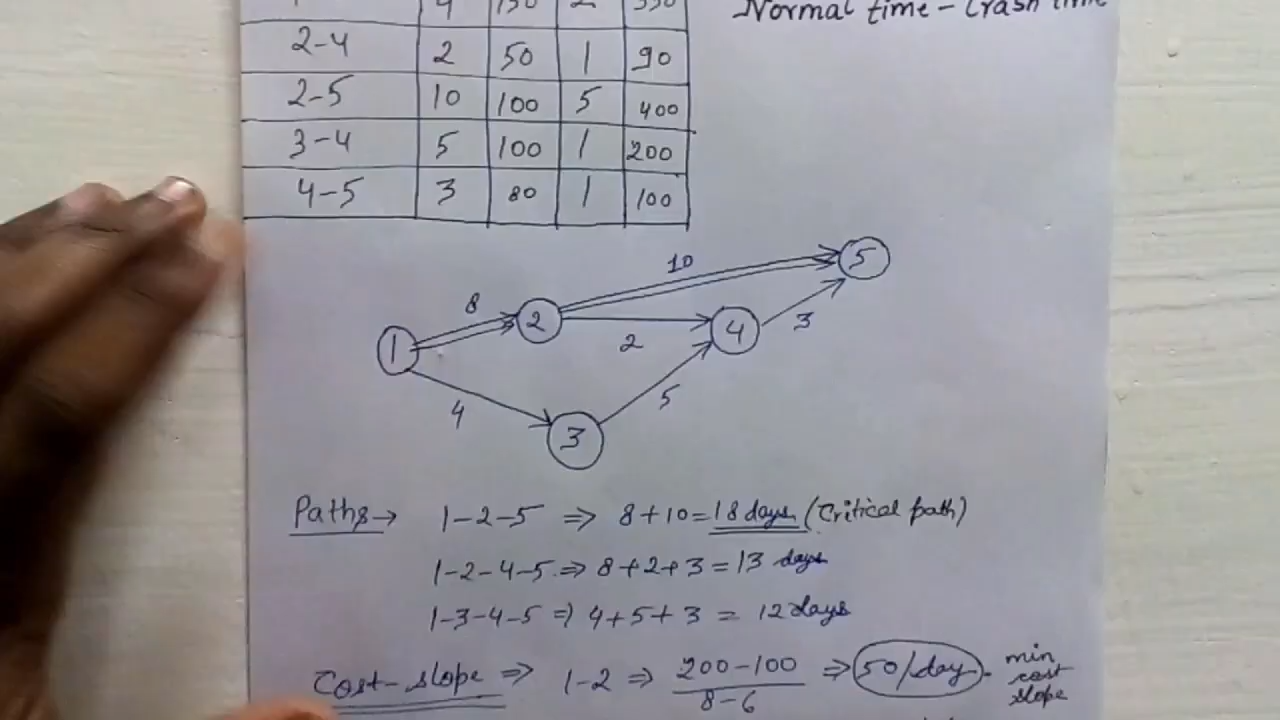 4 150 2 350
Normal time - Crash time
2-4 2 50 1 90
2-5 10 100 5 400
3-4 5 100 1 200
4-5 3 80 1 100
10
5
8
2
4
3
1
2
4
5
3
Paths→ 1-2-5 ⇒ 8+10=18 days (Critical path)
1-2-4-5 ⇒ 8+2+3=13 days
1-3-4-5 ⇒ 4+5+3 = 12 days
Cost-slope ⇒ 1-2 ⇒ 200-100 / 8-6 ⇒ 50/day. min cost slope